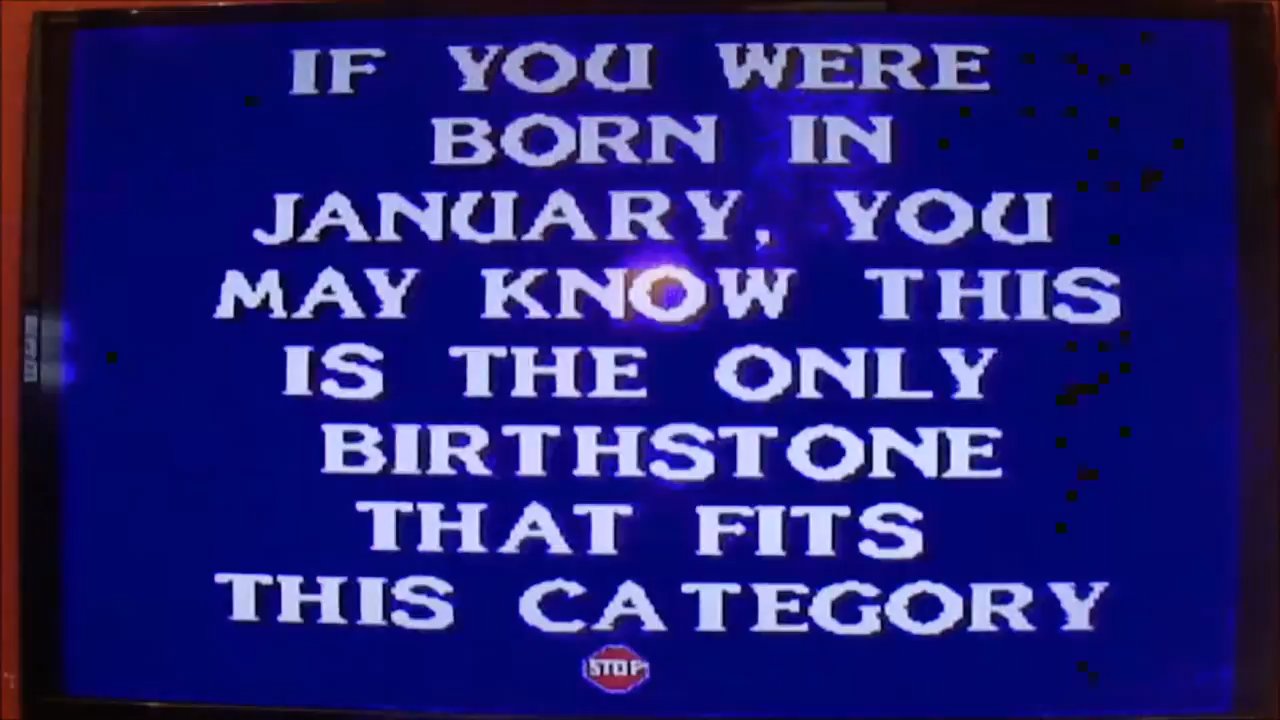 IF YOU WERE
BORN IN
JANUARY, YOU
MAY KNOW THIS
IS THE ONLY
BIRTHSTONE
THAT FITS
THIS CATEGORY
STOP